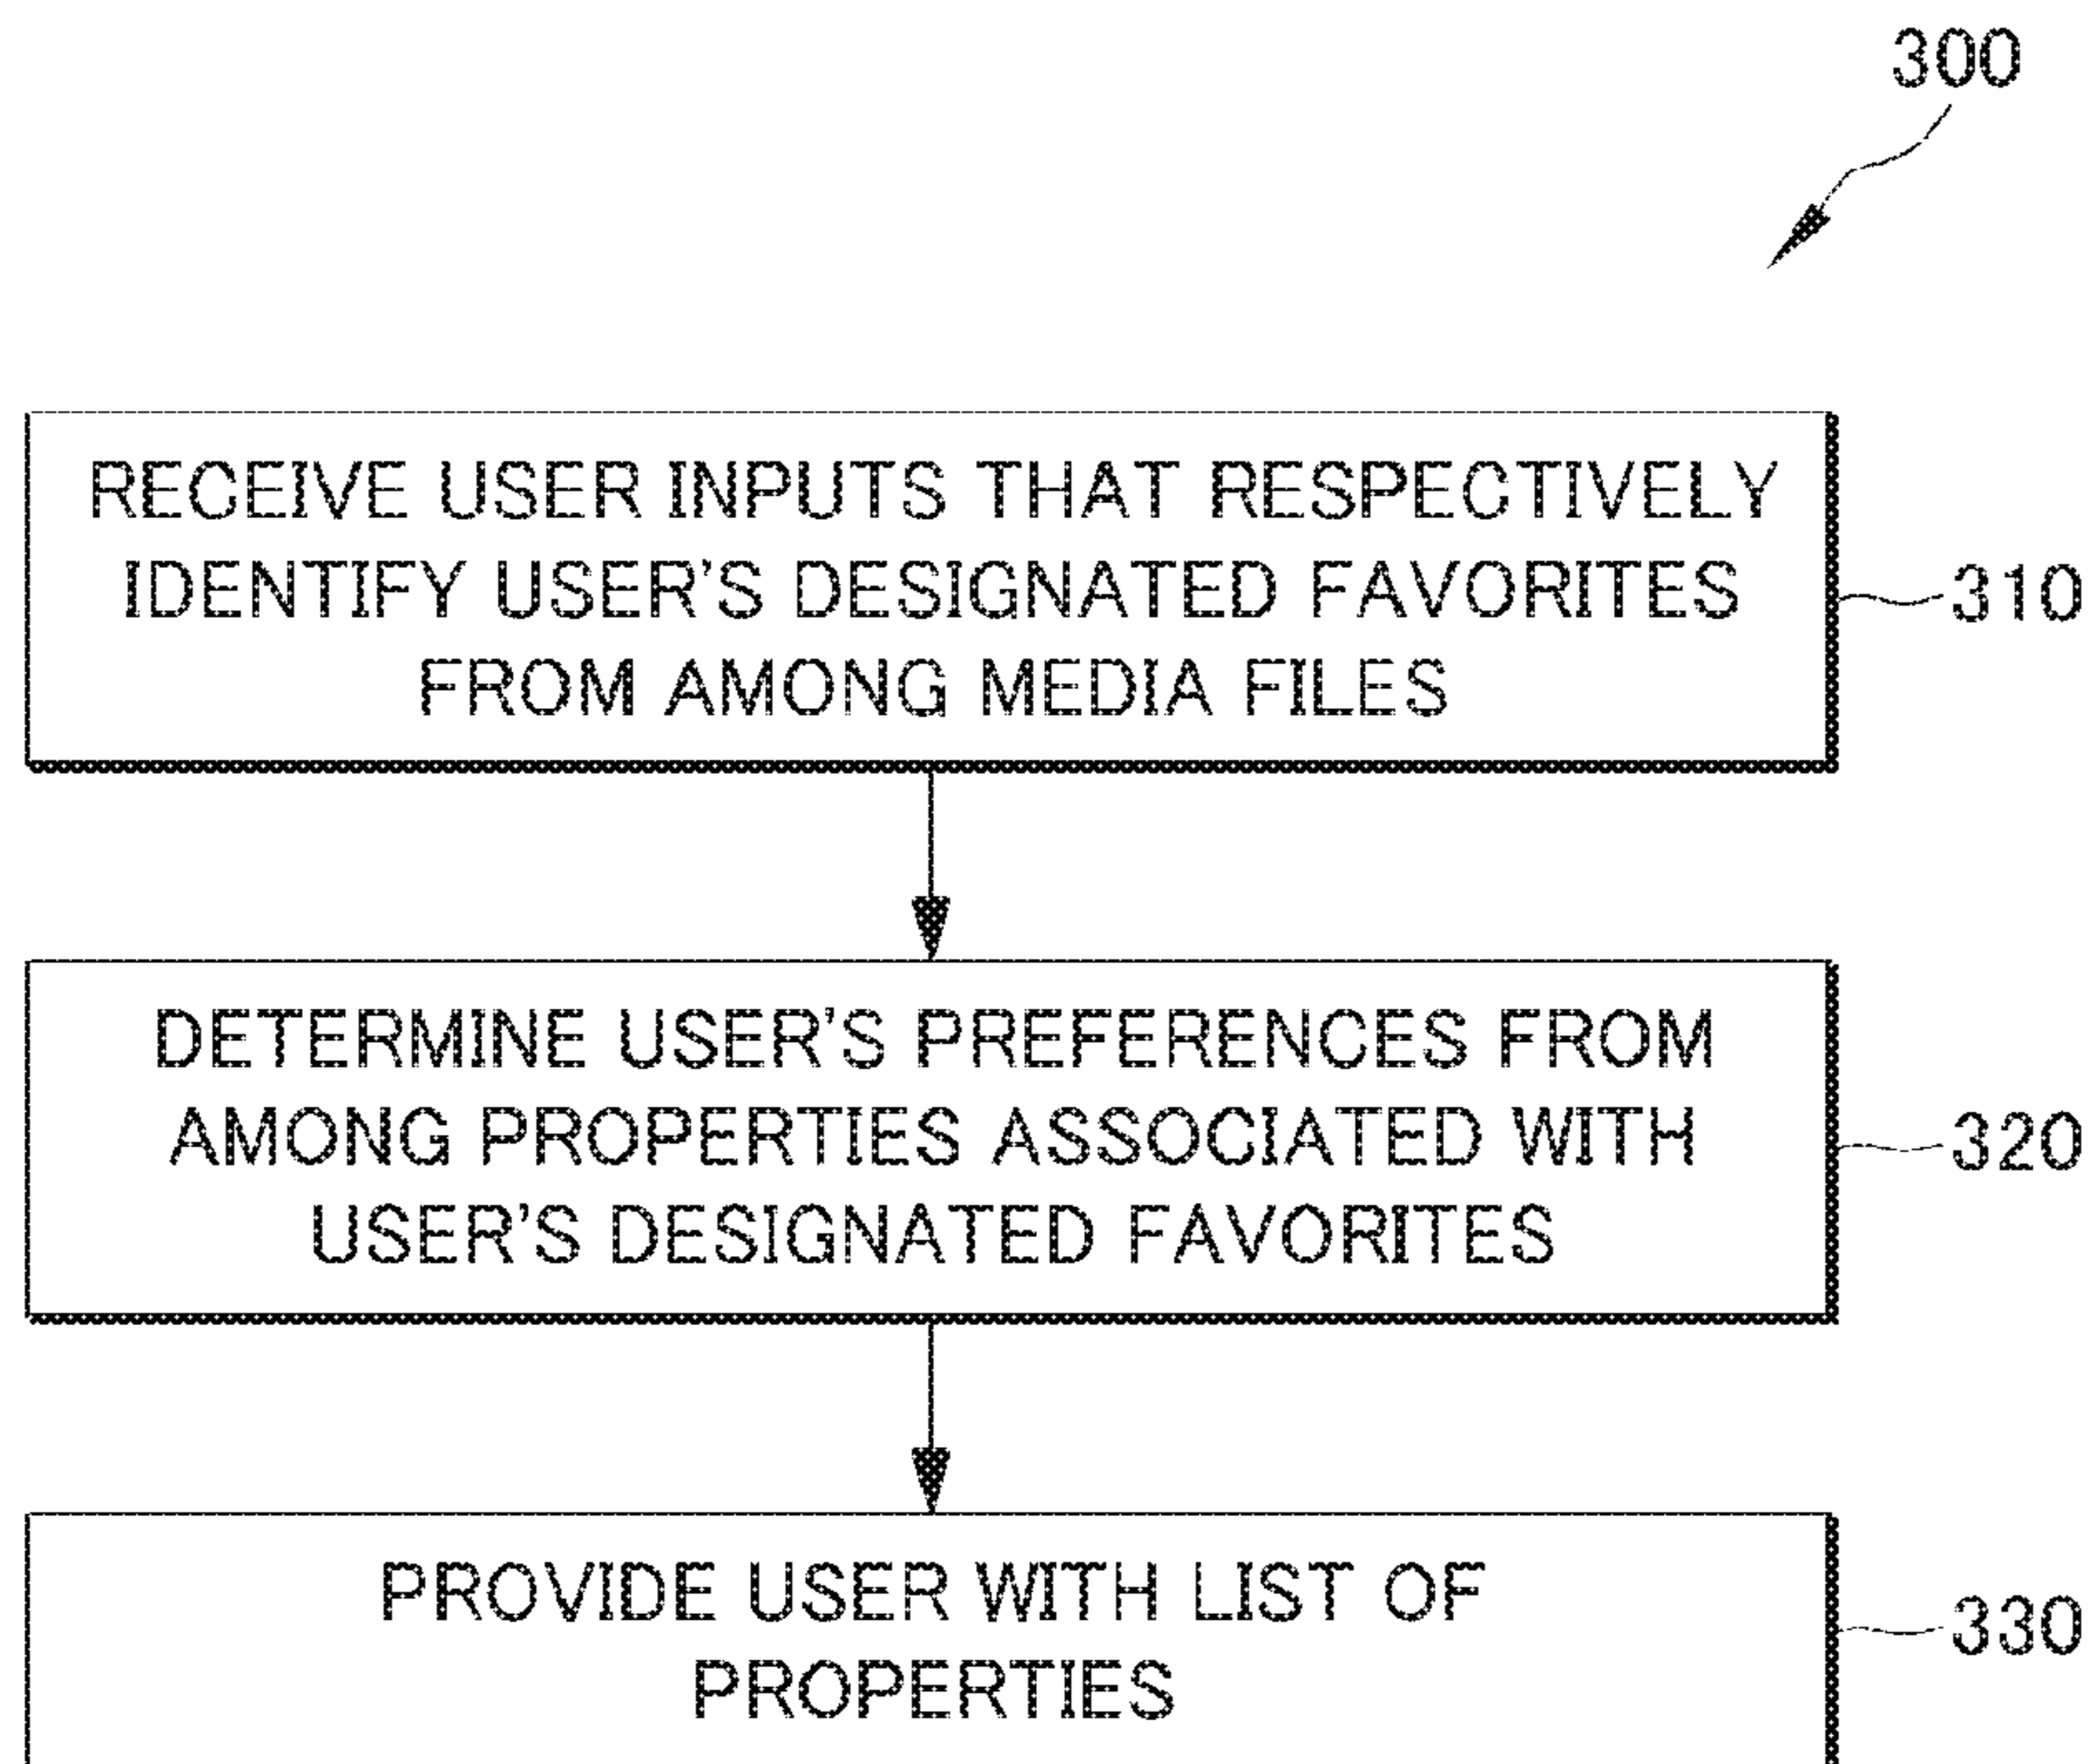 300
RECEIVE USER INPUTS THAT RESPECTIVELY
IDENTIFY USER'S DESIGNATED FAVORITES
FROM AMONG MEDIA FILES
310
DETERMINE USER'S PREFERENCES FROM
AMONG PROPERTIES ASSOCIATED WITH
USER'S DESIGNATED FAVORITES
320
PROVIDE USER WITH LIST OF
PROPERTIES
330